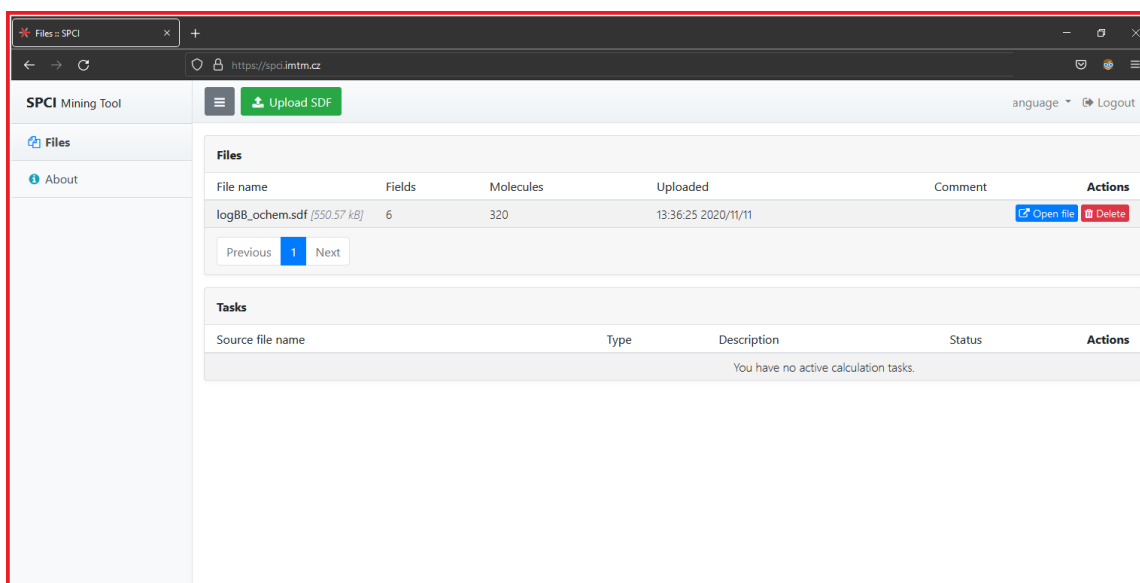 Files :: SPCI
https://spci.imtm.cz
SPCI Mining Tool
Upload SDF
anguage
Logout
Files
About
Files
File name Fields Molecules Uploaded Comment Actions
logBB_ochem.sdf [550.57 kB] 6 320 13:36:25 2020/11/11 Open file Delete
Previous 1 Next
Tasks
Source file name Type Description Status Actions
You have no active calculation tasks.